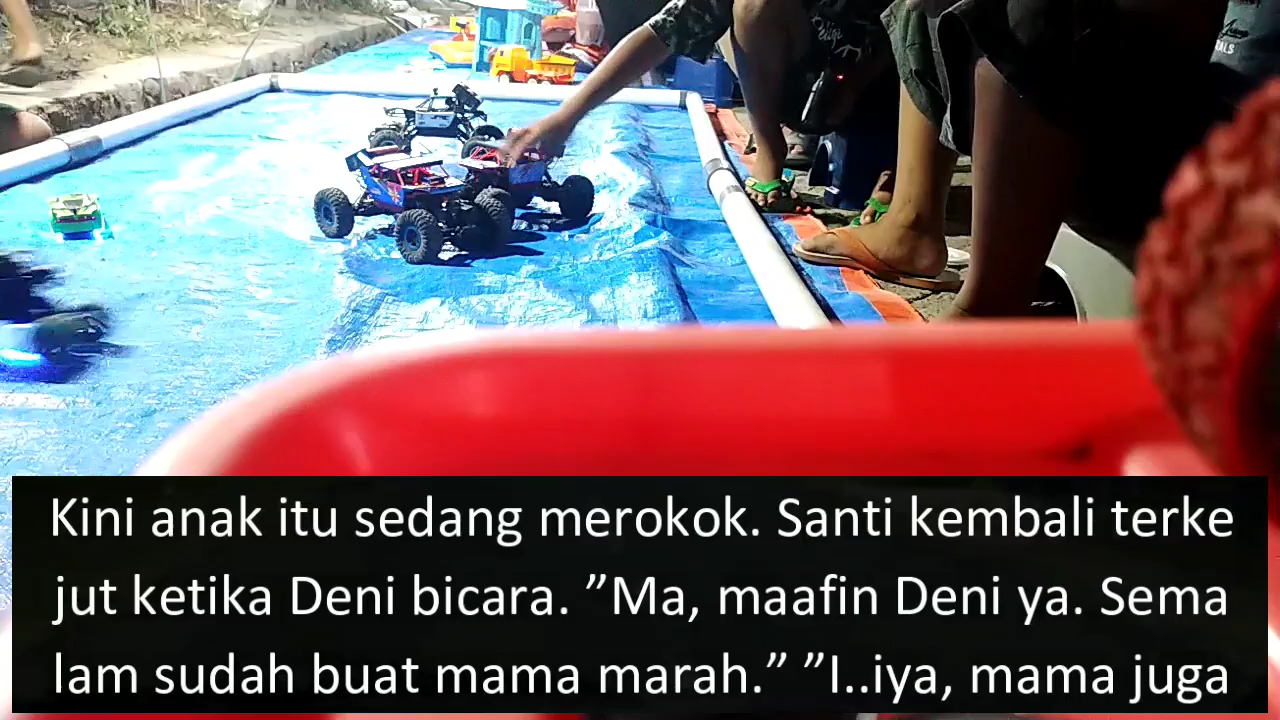 Kini anak itu sedang merokok. Santi kembali terke
jut ketika Deni bicara. ”Ma, maafin Deni ya. Sema
lam sudah buat mama marah.” ”I..iya, mama juga